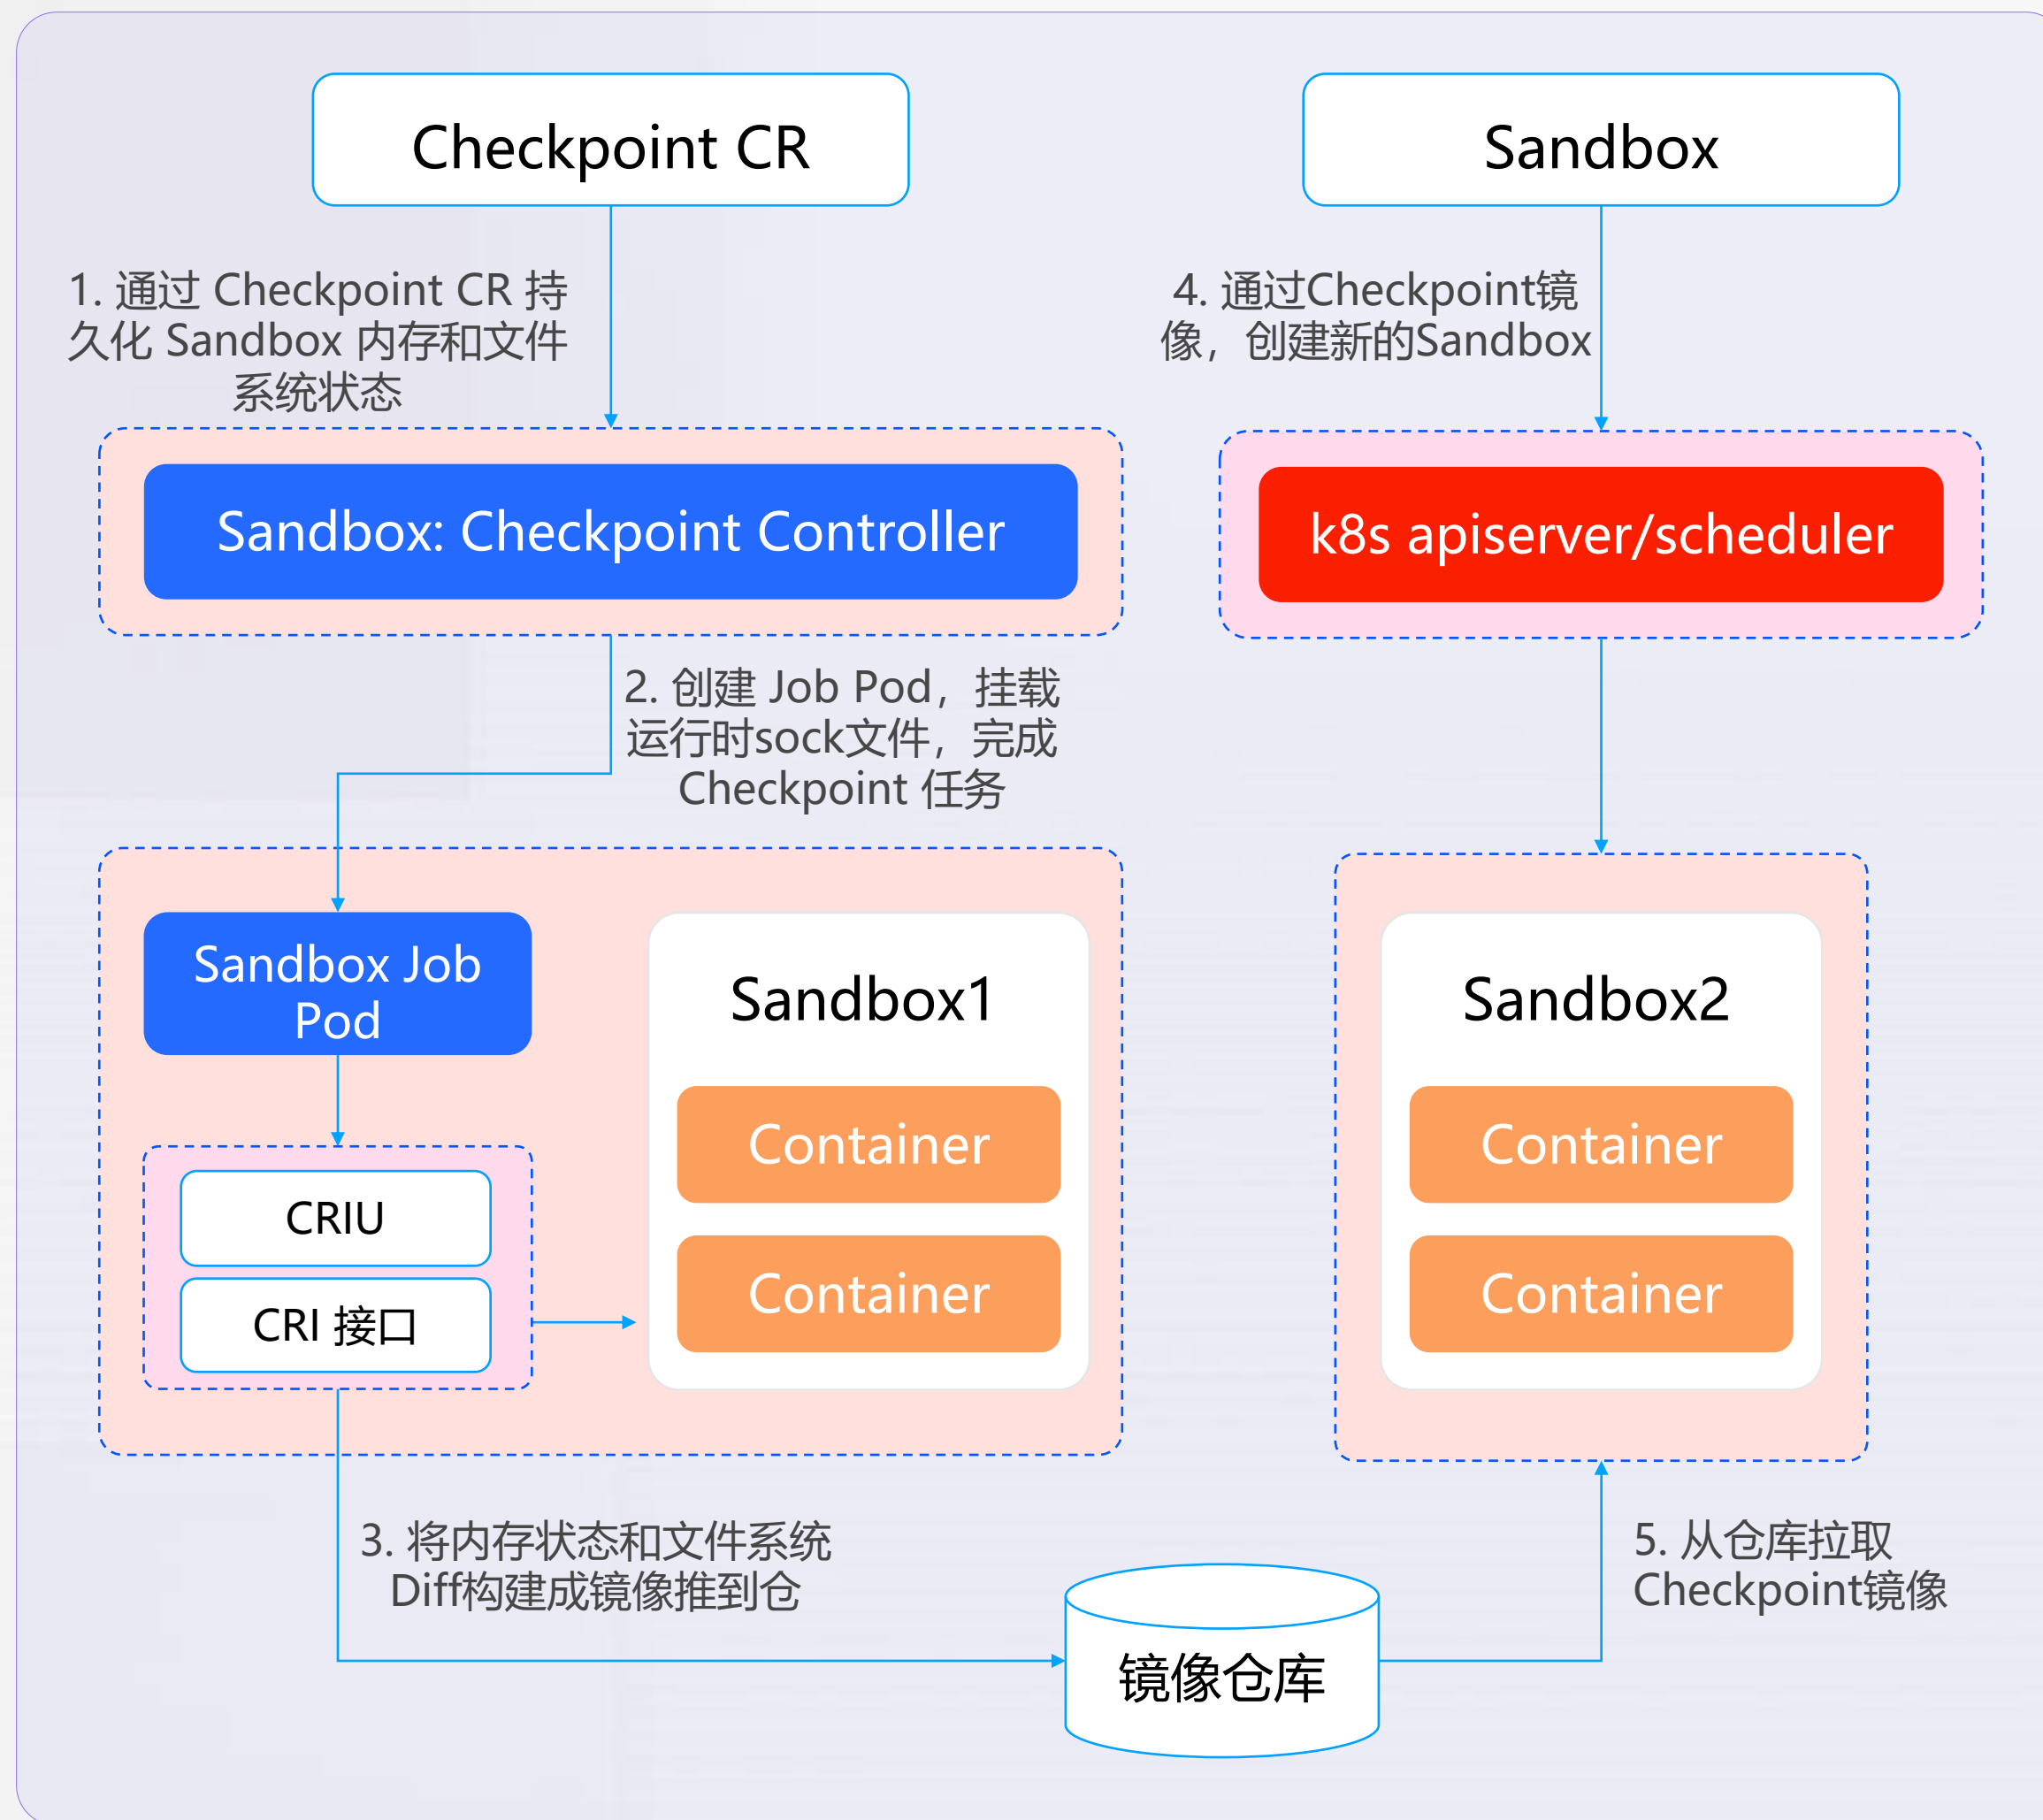 Checkpoint CR
1. 通过 Checkpoint CR 持
久化 Sandbox 内存和文件
系统状态
Sandbox: Checkpoint Controller
2. 创建 Job Pod，挂载
运行时sock文件，完成
Checkpoint 任务
Sandbox Job
Pod
CRIU
CRI 接口
Sandbox1
Container
Container
3. 将内存状态和文件系统
Diff构建成镜像推到仓
镜像仓库
Sandbox
4. 通过Checkpoint镜
像，创建新的Sandbox
k8s apiserver/scheduler
Sandbox2
Container
Container
5. 从仓库拉取
Checkpoint镜像